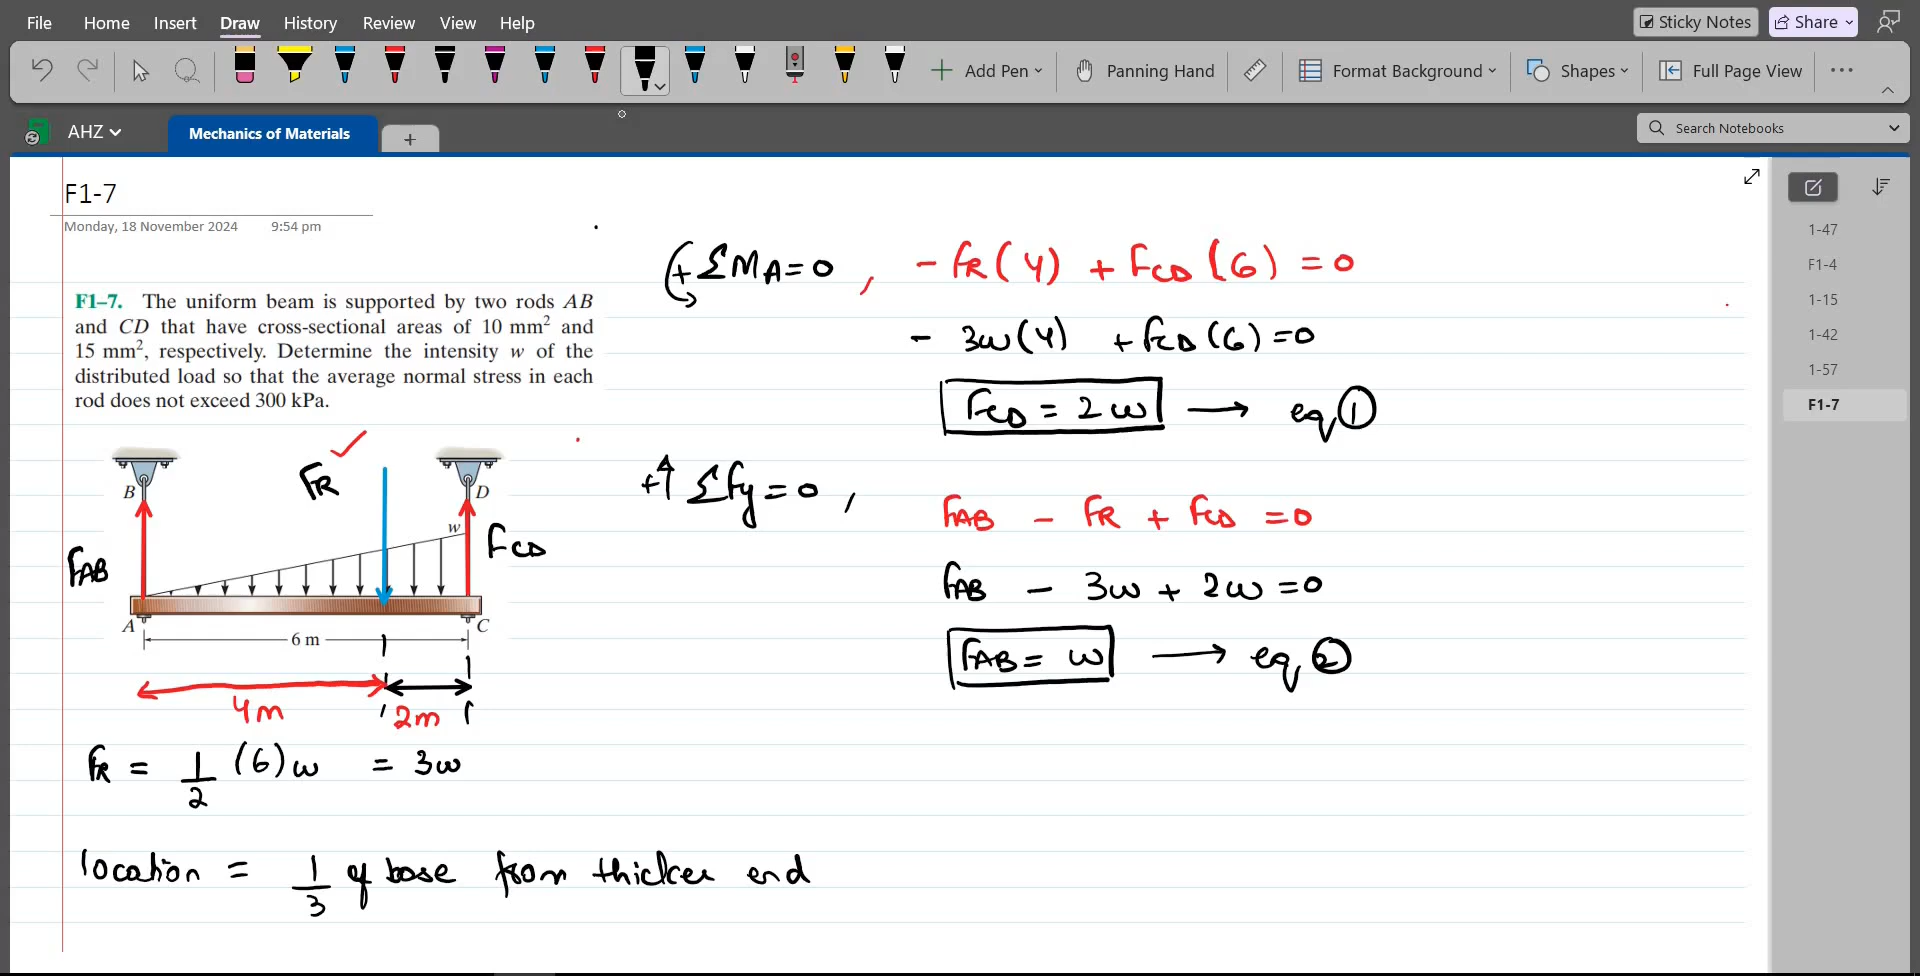 File Home Insert Draw History Review View Help Sticky Notes Share
Add Pen Panning Hand Format Background Shapes Full Page View
AHZ Mechanics of Materials + Search Notebooks
F1-7
Monday, 18 November 2024 9:54 pm
F1–7. The uniform beam is supported by two rods AB
and CD that have cross-sectional areas of 10 mm² and
15 mm², respectively. Determine the intensity w of the
distributed load so that the average normal stress in each
rod does not exceed 300 kPa.
FR
B
D
w
FAB
FCD
A
C
6 m
4m
2m
FR = 1/2 (6)w = 3w
location = 1/3 of base from thicker end
+ ΣMA=0, - FR(4) + FCD(6) = 0
- 3w(4) + FCD(6) =0
FCD = 2w → eq 1
+↑ ΣFy=0,
FAB - FR + FCD =0
FAB - 3w + 2w =0
FAB = w → eq 2
1-47
F1-4
1-15
1-42
1-57
F1-7